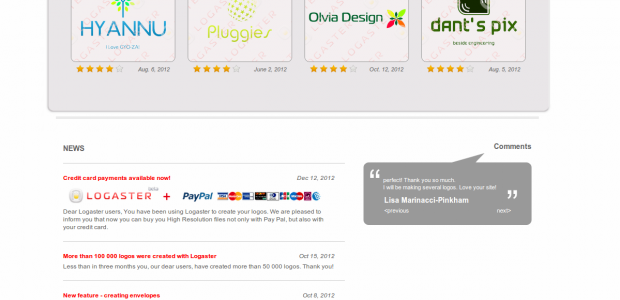 HYANNU
Pluggies
Olvia Design
dant's pix
beside engineering
Aug. 6, 2012
June 2, 2012
Oct. 12, 2012
Aug. 5, 2012
NEWS
Credit card payments available now!
Dec 12, 2012
LOGASTER
beta
+
PayPal
Dear Logaster users, You have been using Logaster to create your logos. We are pleased to
inform you that now you can buy you High Resolution files not only with Pay Pal, but also with
your credit card.
More than 100 000 logos were created with Logaster
Oct 15, 2012
Less than in three months you, our dear users, have created more than 50 000 logos. Thank you!
New feature - creating envelopes
Oct 8, 2012
Comments
“
perfect! Thank you so much.
I will be making several logos. Love your site!
”
Lisa Marinacci-Pinkham
<previous
next>